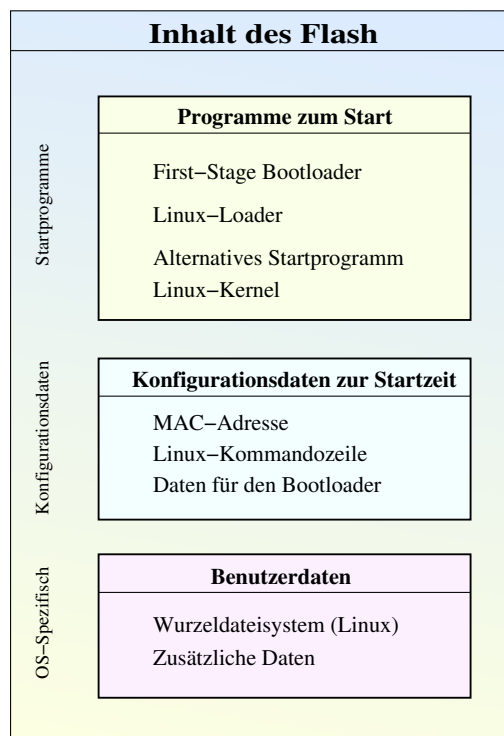 Inhalt des Flash
Startprogramme
Programme zum Start
First−Stage Bootloader
Linux−Loader
Alternatives Startprogramm
Linux−Kernel
Konfigurationsdaten
Konfigurationsdaten zur Startzeit
MAC−Adresse
Linux−Kommandozeile
Daten für den Bootloader
OS−Spezifisch
Benutzerdaten
Wurzeldateisystem (Linux)
Zusätzliche Daten